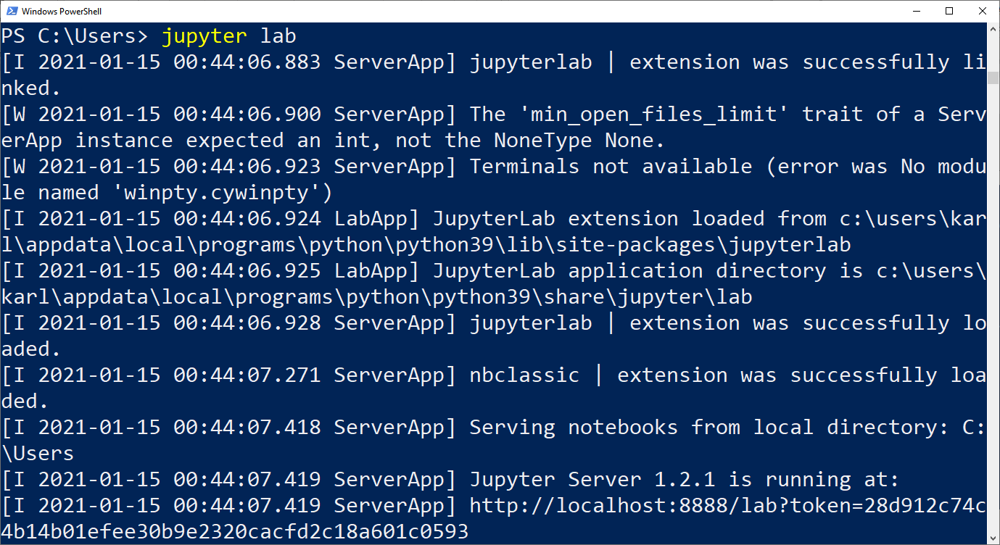 Windows PowerShell
PS C:\Users> jupyter lab
[I 2021-01-15 00:44:06.883 ServerApp] jupyterlab | extension was successfully li
nked.
[W 2021-01-15 00:44:06.900 ServerApp] The 'min_open_files_limit' trait of a Serv
erApp instance expected an int, not the NoneType None.
[W 2021-01-15 00:44:06.923 ServerApp] Terminals not available (error was No modu
le named 'winpty.cywinpty')
[I 2021-01-15 00:44:06.924 LabApp] JupyterLab extension loaded from c:\users\kar
l\appdata\local\programs\python\python39\lib\site-packages\jupyterlab
[I 2021-01-15 00:44:06.925 LabApp] JupyterLab application directory is c:\users\
karl\appdata\local\programs\python\python39\share\jupyter\lab
[I 2021-01-15 00:44:06.928 ServerApp] jupyterlab | extension was successfully lo
aded.
[I 2021-01-15 00:44:07.271 ServerApp] nbclassic | extension was successfully loa
ded.
[I 2021-01-15 00:44:07.418 ServerApp] Serving notebooks from local directory: C:
\Users
[I 2021-01-15 00:44:07.419 ServerApp] Jupyter Server 1.2.1 is running at:
[I 2021-01-15 00:44:07.419 ServerApp] http://localhost:8888/lab?token=28d912c74c
4b14b01efee30b9e2320cacfd2c18a601c0593